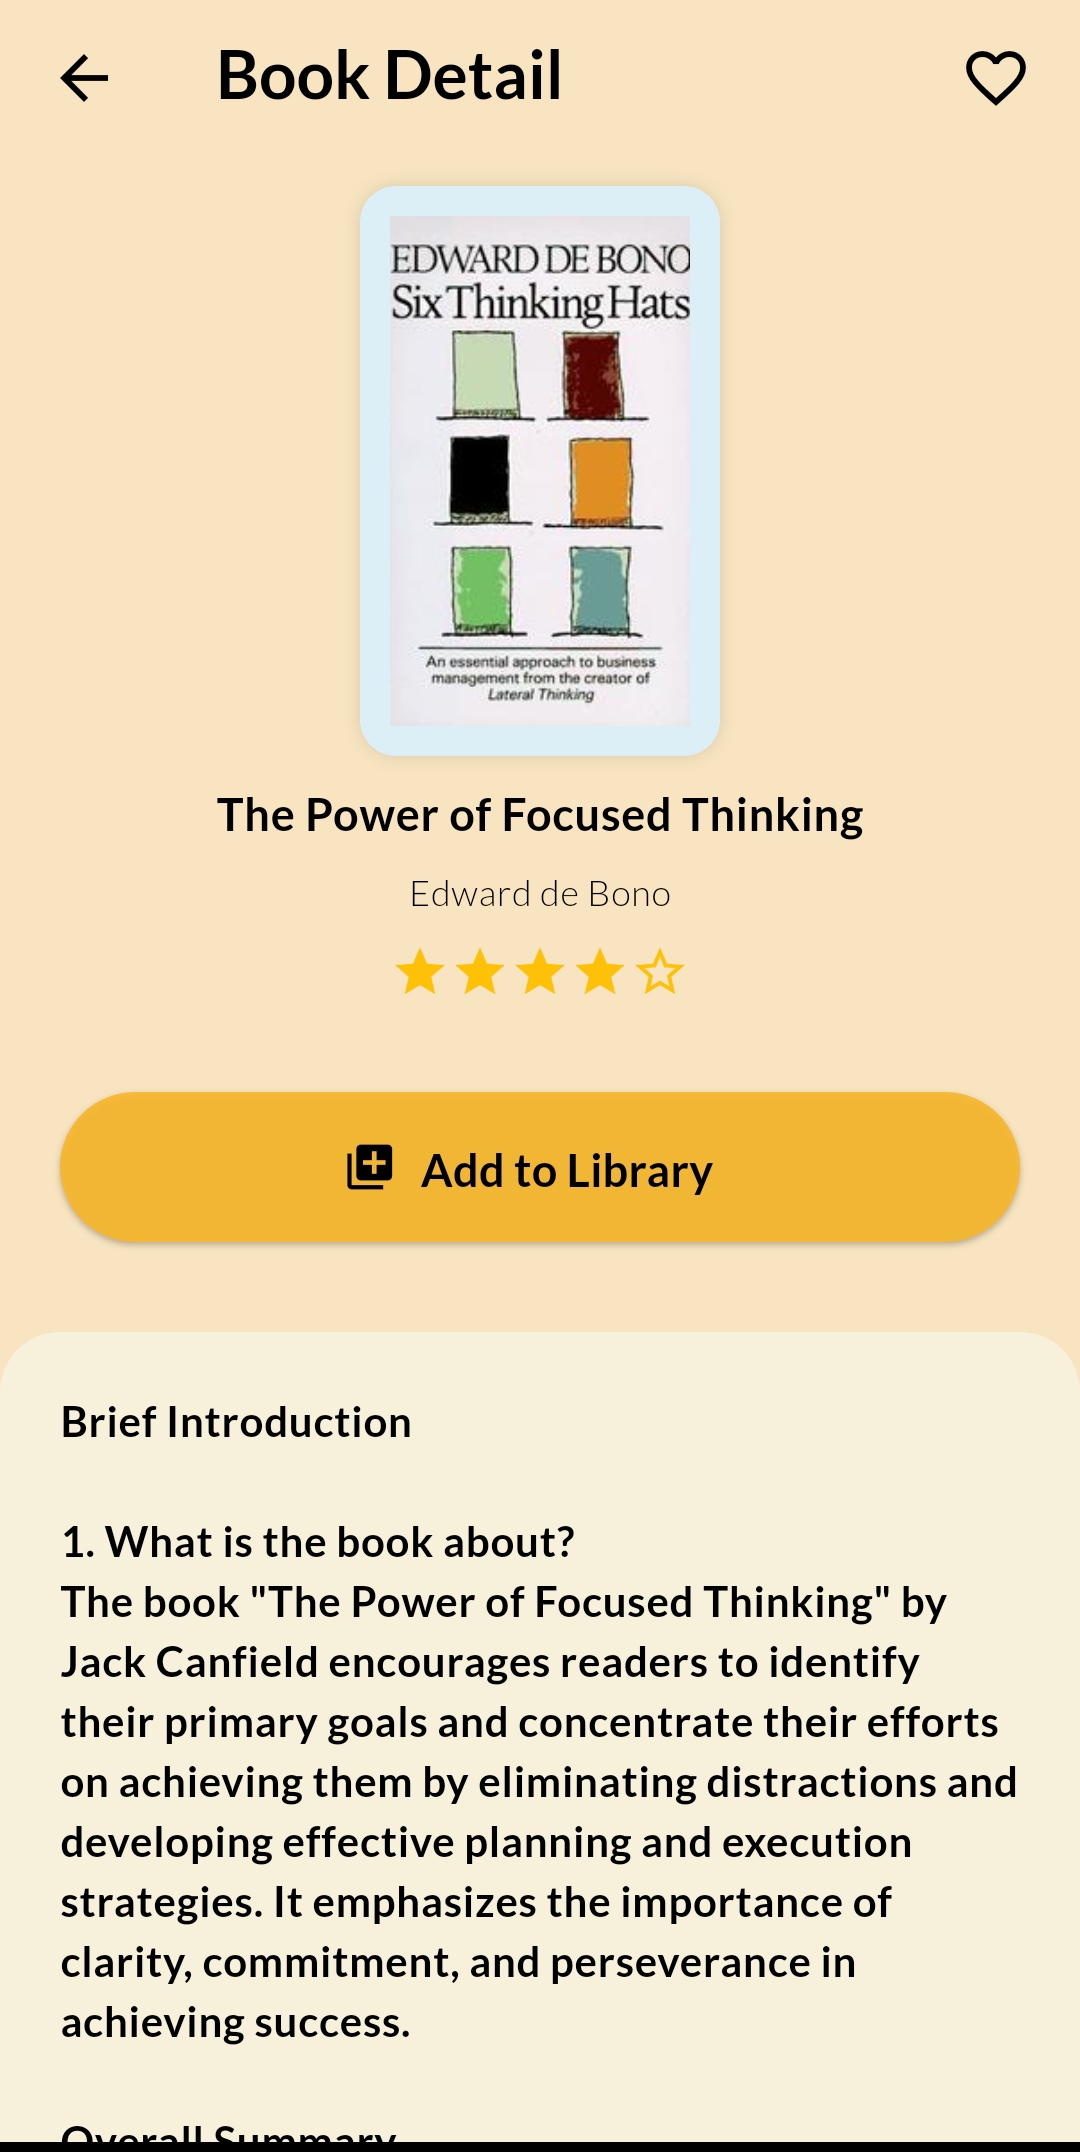 Book Detail
EDWARD DE BONO
Six Thinking Hats
An essential approach to business
management from the creator of
Lateral Thinking
The Power of Focused Thinking
Edward de Bono
Add to Library
Brief Introduction
1. What is the book about?
The book "The Power of Focused Thinking" by
Jack Canfield encourages readers to identify
their primary goals and concentrate their efforts
on achieving them by eliminating distractions and
developing effective planning and execution
strategies. It emphasizes the importance of
clarity, commitment, and perseverance in
achieving success.
Overall Summary